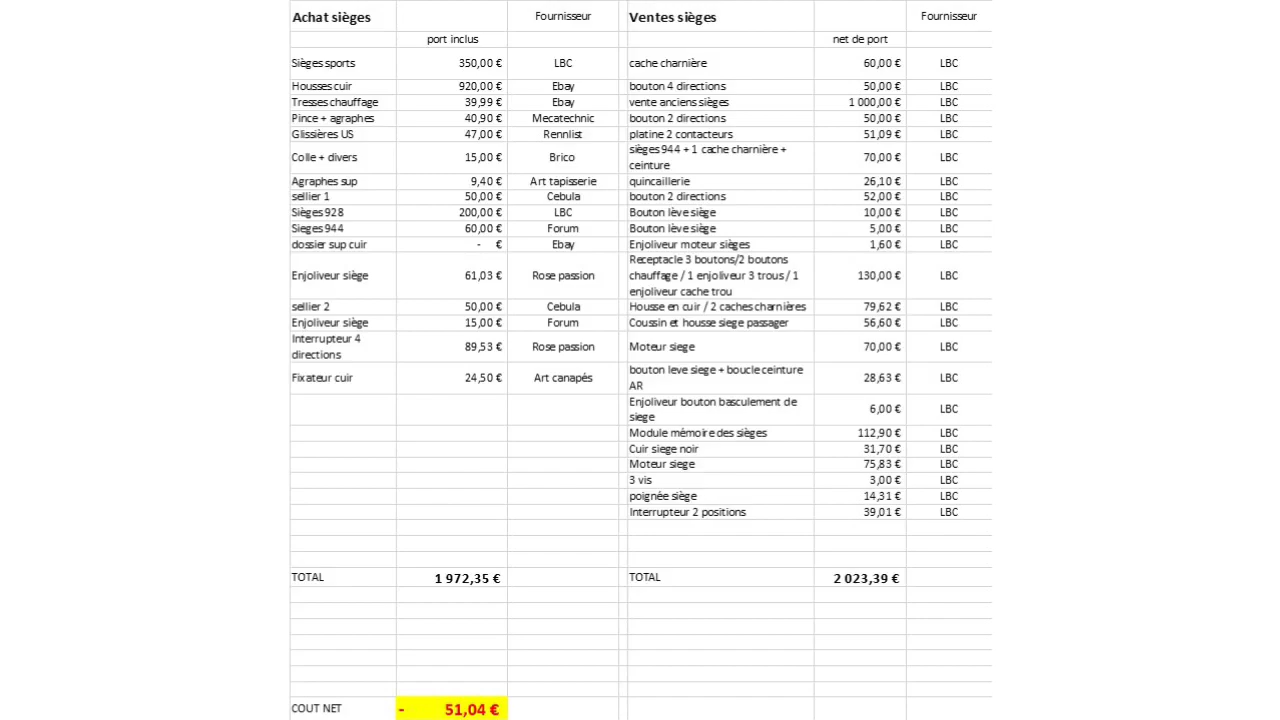 Achat sièges Fournisseur Ventes sièges Fournisseur
port inclus net de port
Sièges sports 350,00 € LBC cache charnière 60,00 € LBC
Housses cuir 920,00 € Ebay bouton 4 directions 50,00 € LBC
Tresses chauffage 39,99 € Ebay vente anciens sièges 1 000,00 € LBC
Pince + agraphes 40,90 € Mecatechnic bouton 2 directions 50,00 € LBC
Glissières US 47,00 € Rennlist platine 2 contacteurs 51,09 € LBC
Colle + divers 15,00 € Brico sièges 944 + 1 cache charnière +
ceinture 70,00 € LBC
Agraphes sup 9,40 € Art tapisserie quincaillerie 26,10 € LBC
sellier 1 50,00 € Cebula bouton 2 directions 52,00 € LBC
Sièges 928 200,00 € LBC Bouton lève siège 10,00 € LBC
Sieges 944 60,00 € Forum Bouton lève siège 5,00 € LBC
dossier sup cuir - € Ebay Enjoliveur moteur sièges 1,60 € LBC
Enjoliveur siège 61,03 € Rose passion Receptacle 3 boutons/2 boutons
chauffage / 1 enjoliveur 3 trous / 1
enjoliveur cache trou 130,00 € LBC
sellier 2 50,00 € Cebula Housse en cuir / 2 caches charnières 79,62 € LBC
Enjoliveur siège 15,00 € Forum Coussin et housse siege passager 56,60 € LBC
Interrupteur 4
directions 89,53 € Rose passion Moteur siege 70,00 € LBC
Fixateur cuir 24,50 € Art canapés bouton leve siege + boucle ceinture
AR 28,63 € LBC
Enjoliveur bouton basculement de
siege 6,00 € LBC
Module mémoire des sièges 112,90 € LBC
Cuir siege noir 31,70 € LBC
Moteur siege 75,83 € LBC
3 vis 3,00 € LBC
poignée siège 14,31 € LBC
Interrupteur 2 positions 39,01 € LBC
TOTAL 1 972,35 € TOTAL 2 023,39 €
COUT NET - 51,04 €